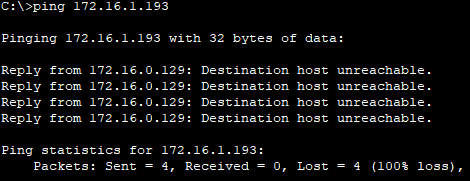 C:\>ping 172.16.1.193
Pinging 172.16.1.193 with 32 bytes of data:
Reply from 172.16.0.129: Destination host unreachable.
Reply from 172.16.0.129: Destination host unreachable.
Reply from 172.16.0.129: Destination host unreachable.
Reply from 172.16.0.129: Destination host unreachable.
Ping statistics for 172.16.1.193:
    Packets: Sent = 4, Received = 0, Lost = 4 (100% loss),